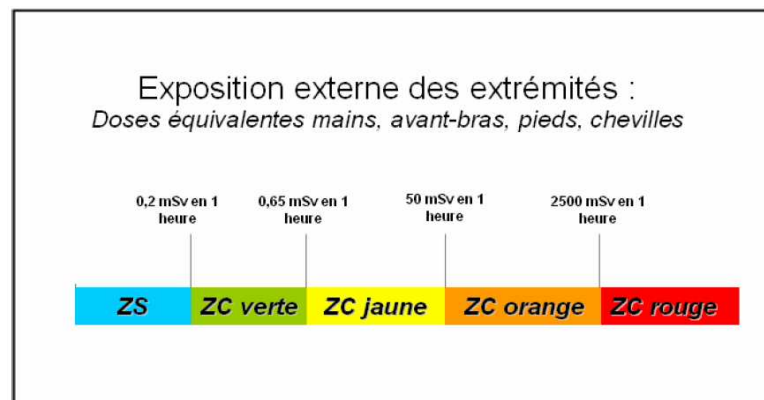 Exposition externe des extrémités :
Doses équivalentes mains, avant-bras, pieds, chevilles
0,2 mSv en 1
heure
0,65 mSv en 1
heure
50 mSv en 1
heure
2500 mSv en 1
heure
ZS
ZC verte
ZC jaune
ZC orange
ZC rouge